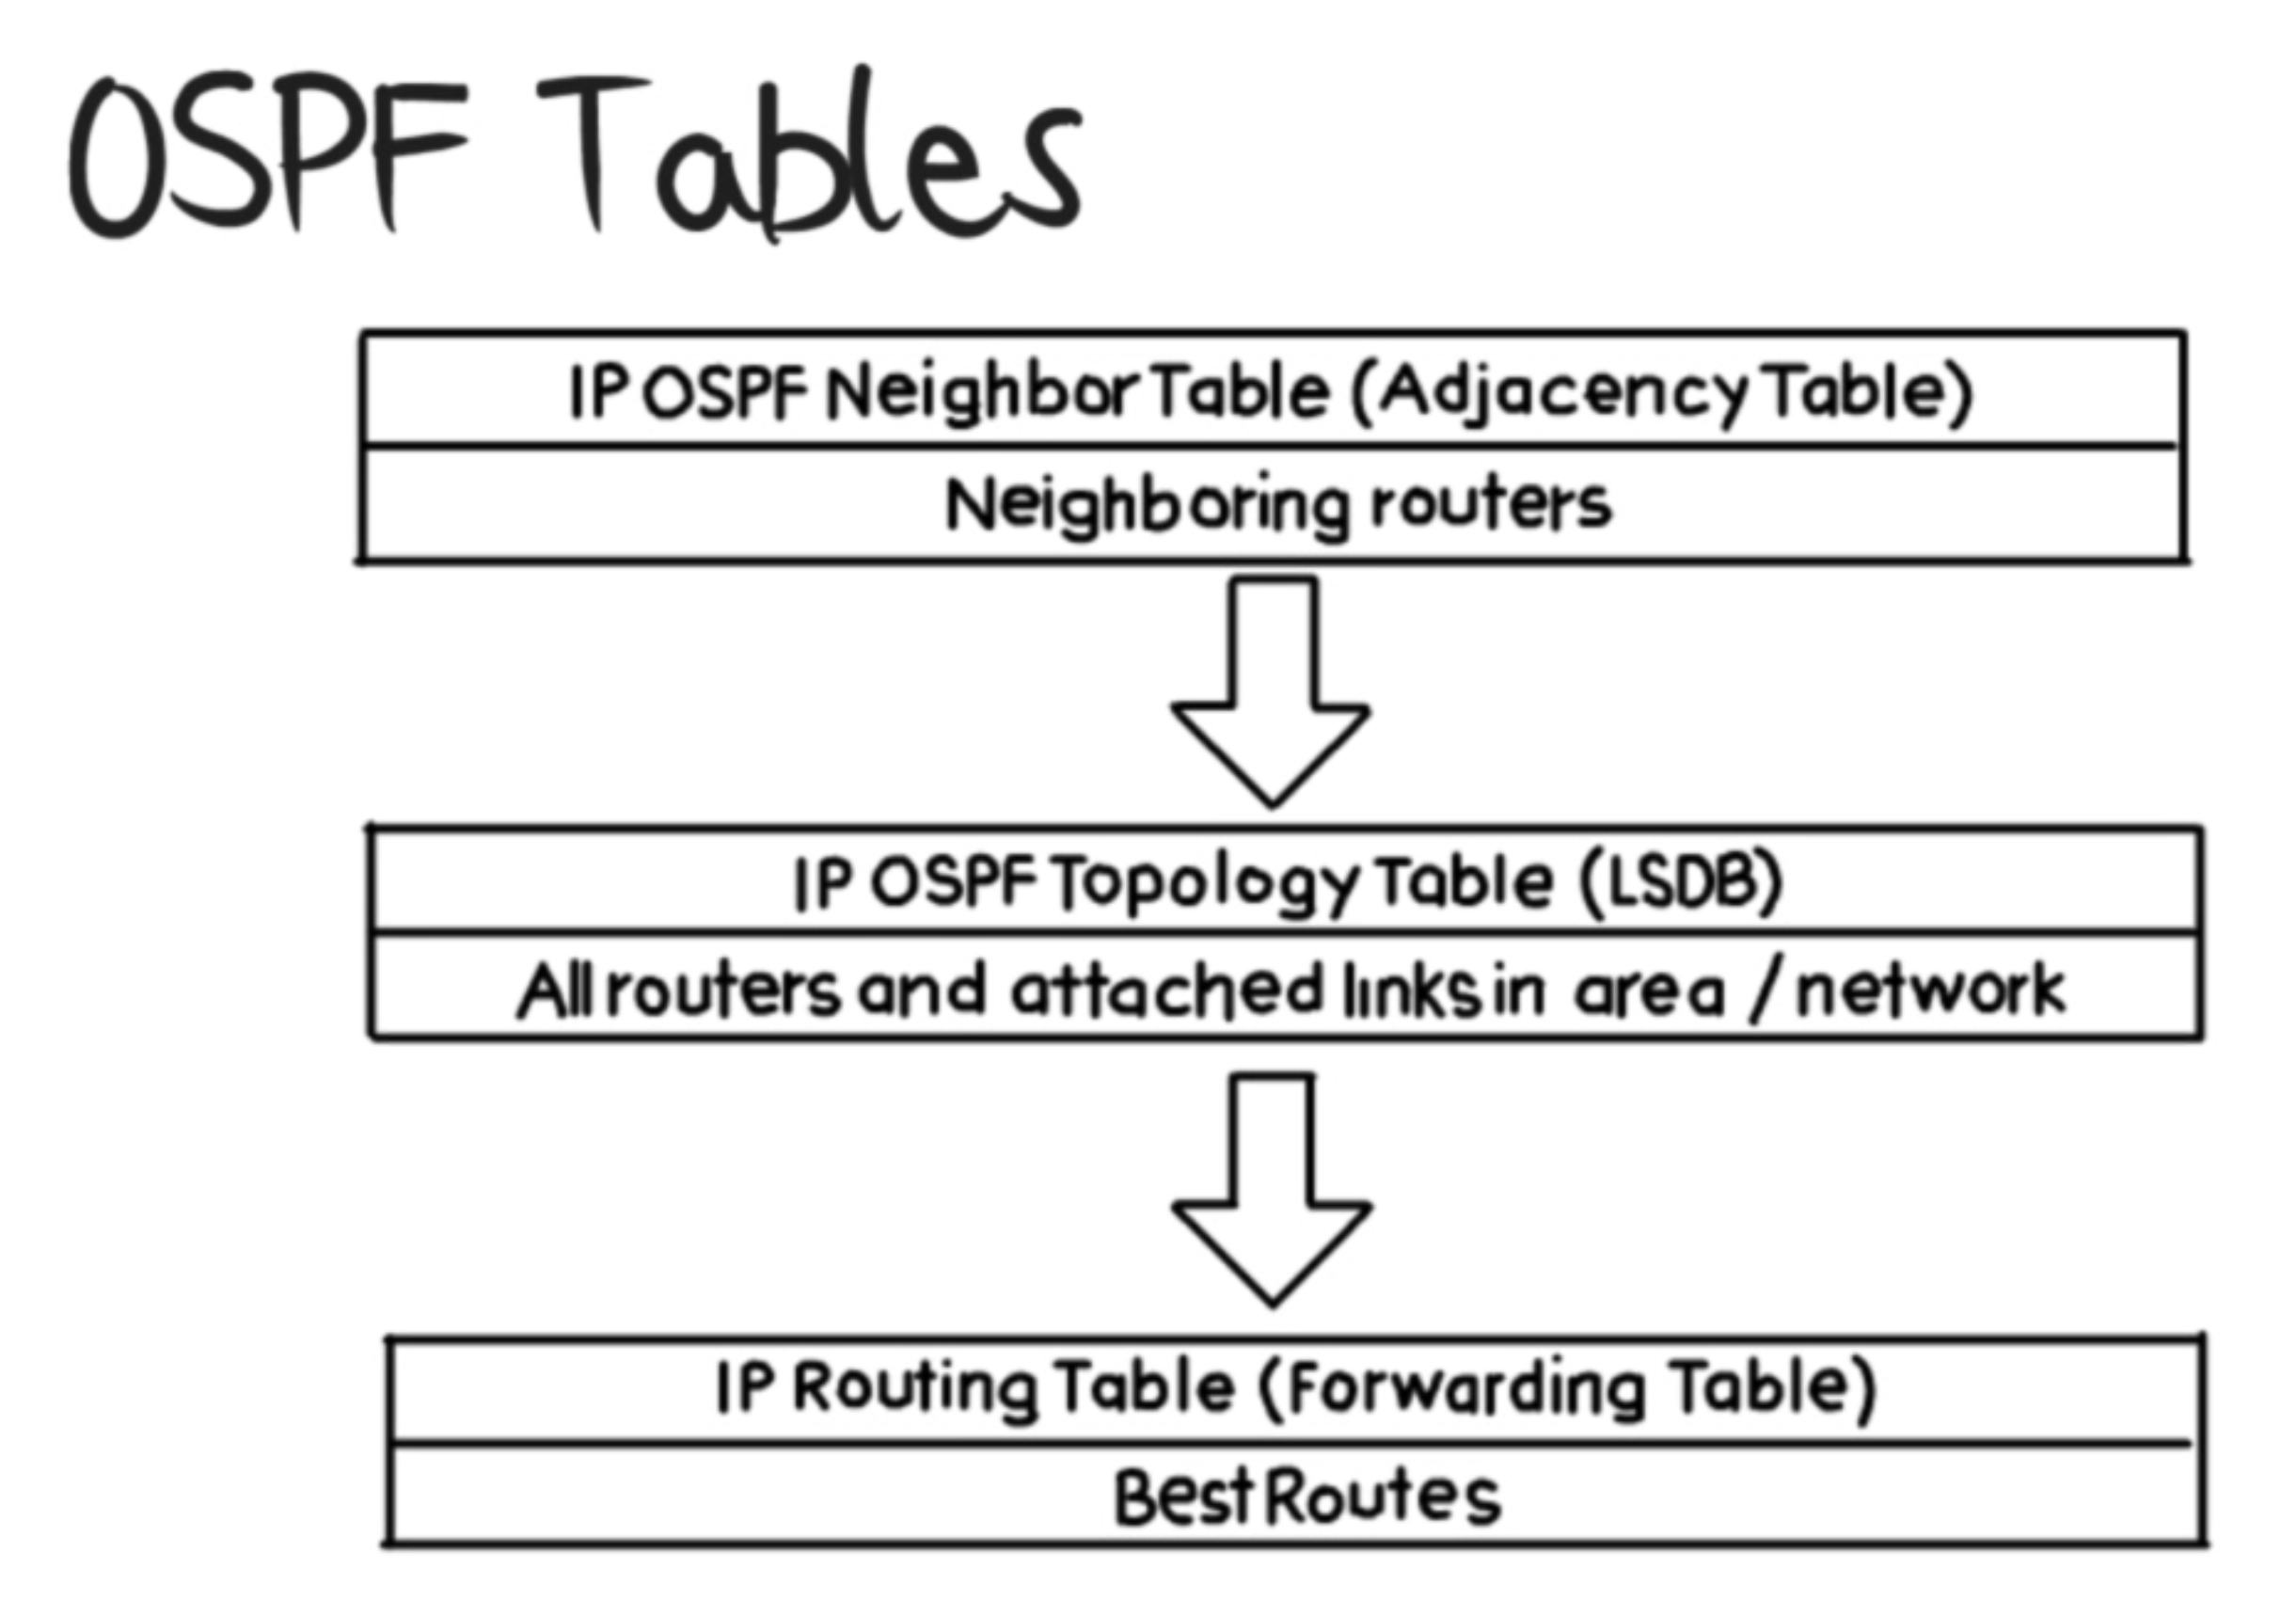 OSPF Tables
IP OSPF Neighbor Table (Adjacency Table)
Neighboring routers
IP OSPF Topology Table (LSDB)
All routers and attached links in area / network
IP Routing Table (Forwarding Table)
Best Routes